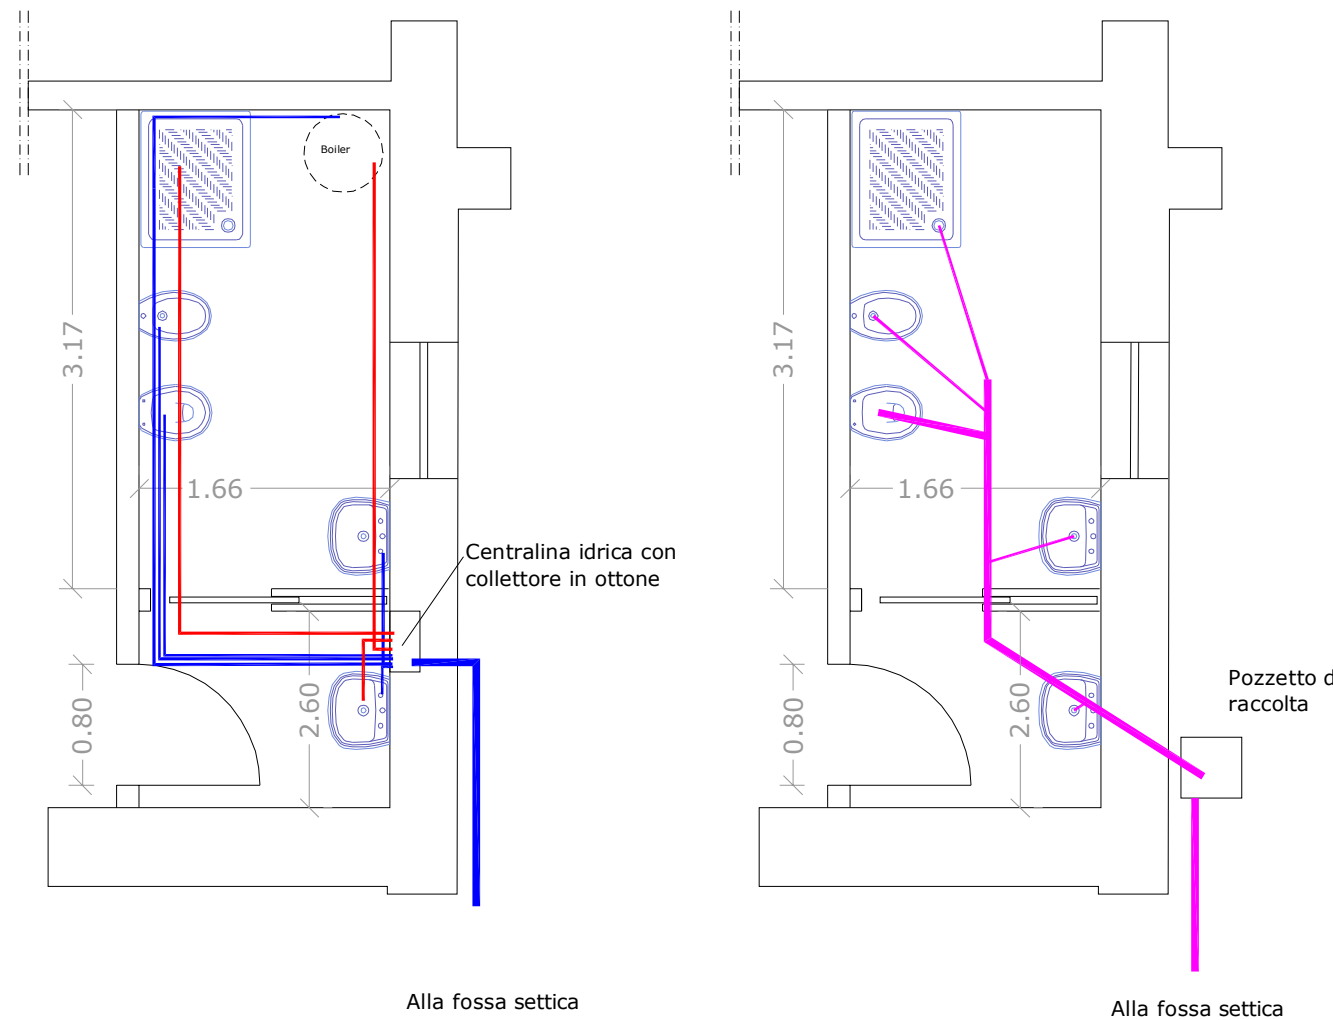 Boiler
3.17
1.66
Centralina idrica con
collettore in ottone
0.80
2.60
Alla fossa settica
3.17
1.66
0.80
2.60
Pozzetto d
raccolta
Alla fossa settica